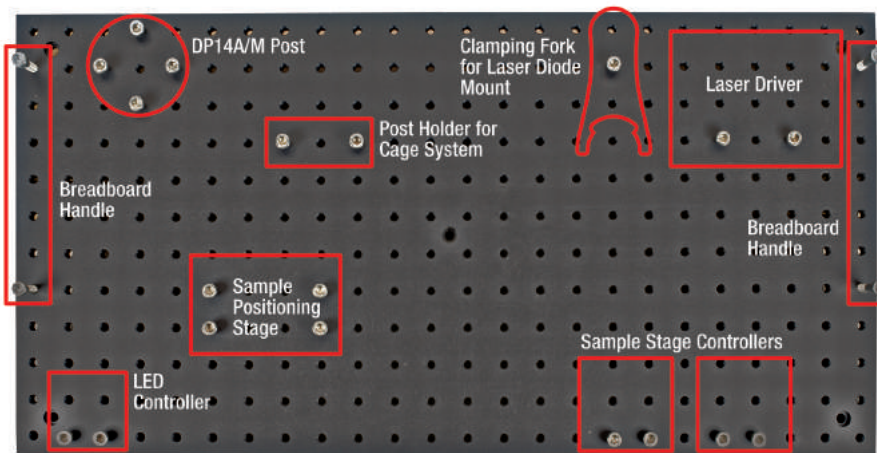 DP14A/M Post
Clamping Fork
for Laser Diode
Mount
Laser Driver
Post Holder for
Cage System
Breadboard
Handle
Breadboard
Handle
Sample
Positioning
Stage
Sample Stage Controllers
LED
Controller